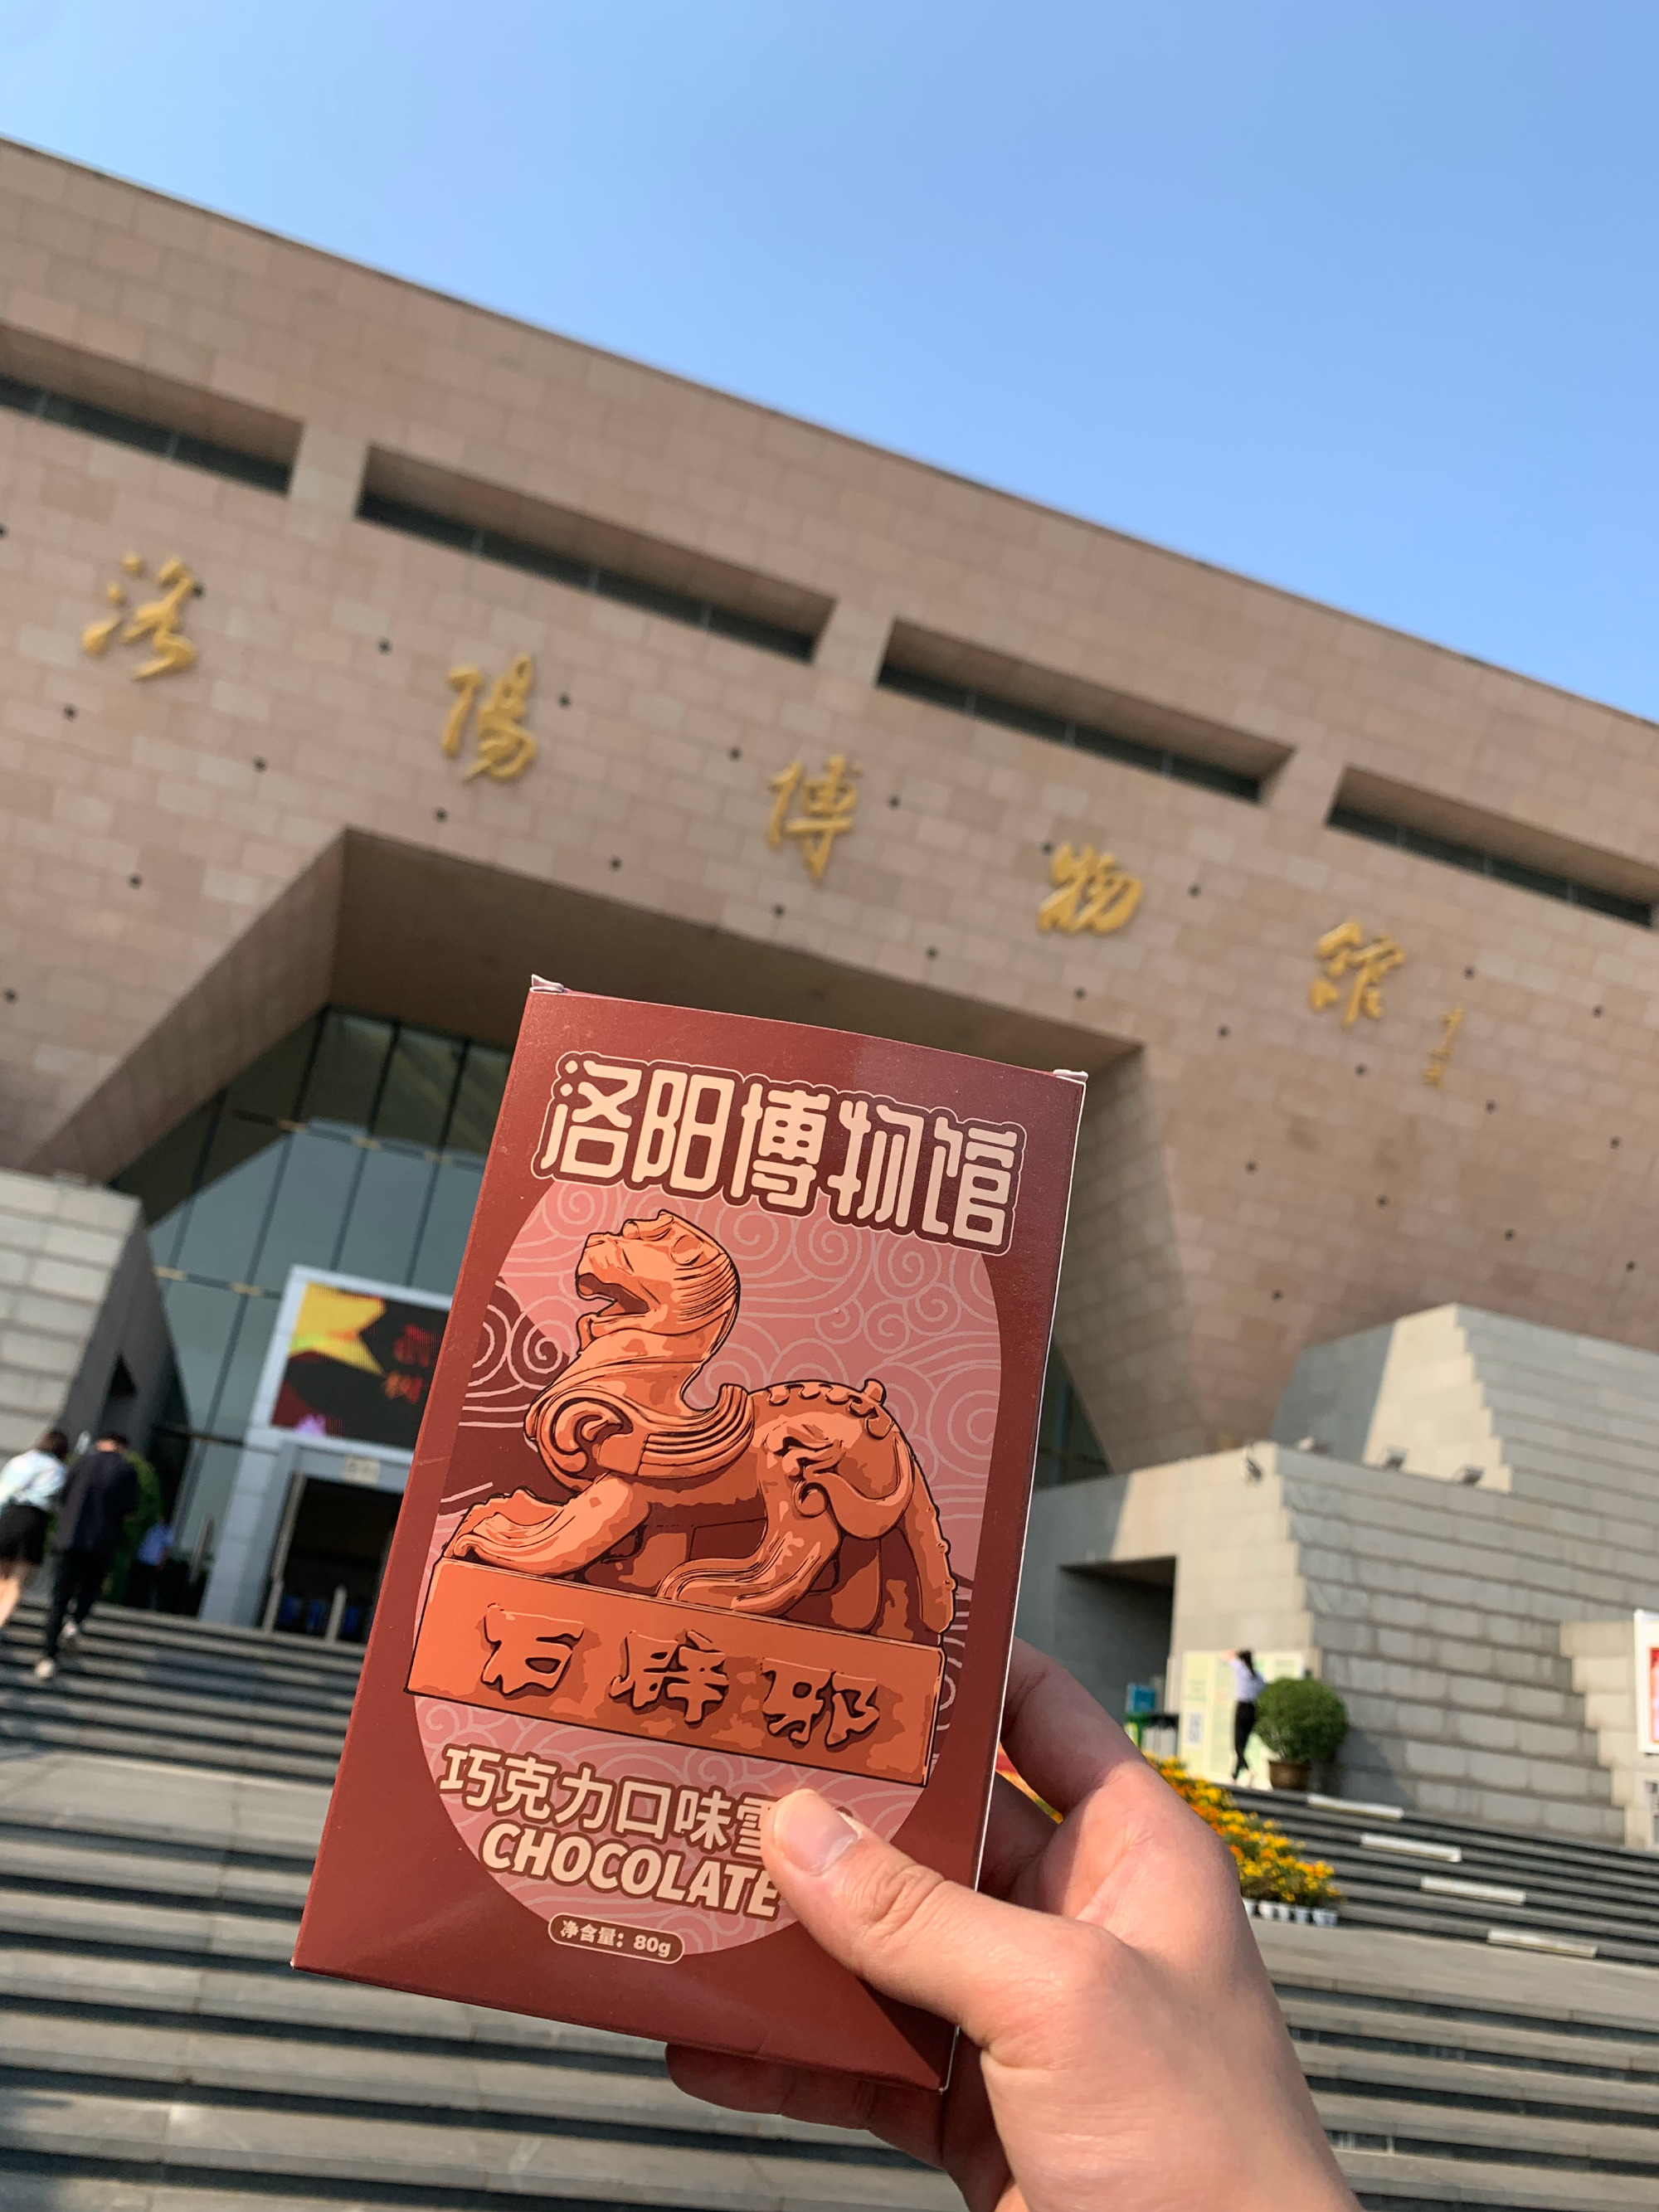 洛陽博物館
洛阳博物馆
石辟邪
巧克力口味雪
CHOCOLATE
净含量：80g